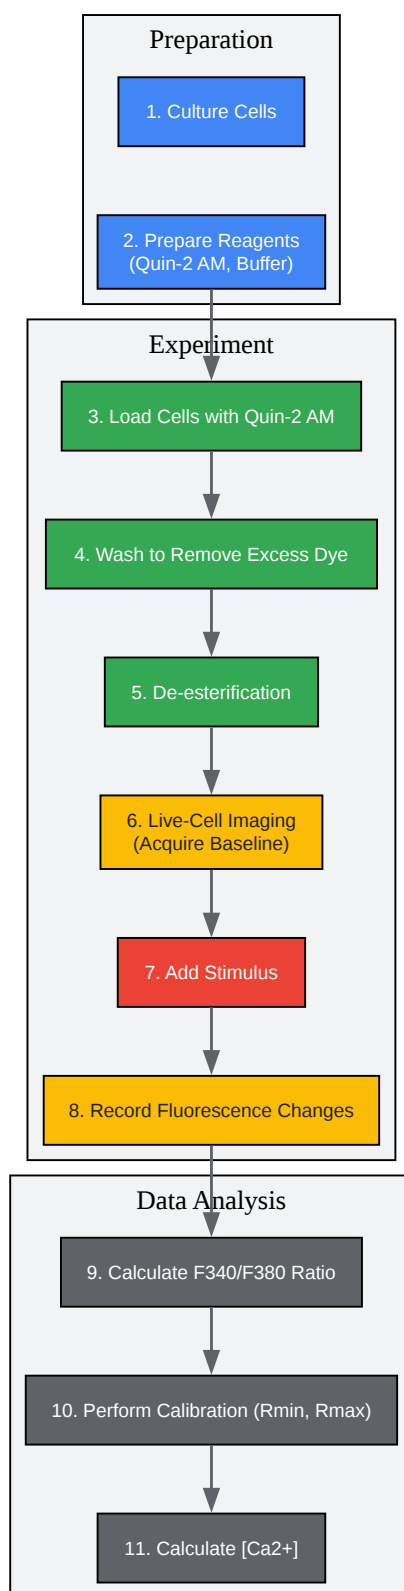 Preparation
1. Culture Cells
2. Prepare Reagents
(Quin-2 AM, Buffer)
Experiment
3. Load Cells with Quin-2 AM
4. Wash to Remove Excess Dye
5. De-esterification
6. Live-Cell Imaging
(Acquire Baseline)
7. Add Stimulus
8. Record Fluorescence Changes
Data Analysis
9. Calculate F340/F380 Ratio
10. Perform Calibration (Rmin, Rmax)
11. Calculate [Ca2+]